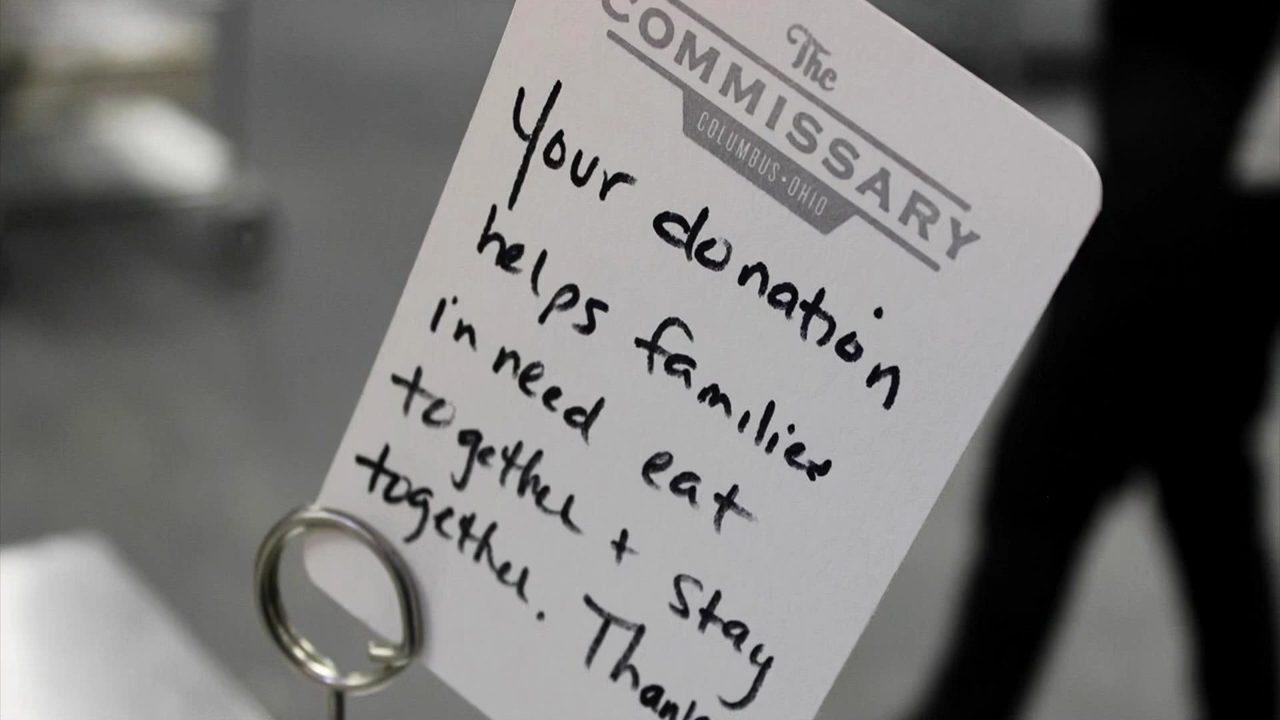 The
COMMISSARY
COLUMBUS • OHIO
Your donation
helps families
in need eat
together + stay
together. Thank